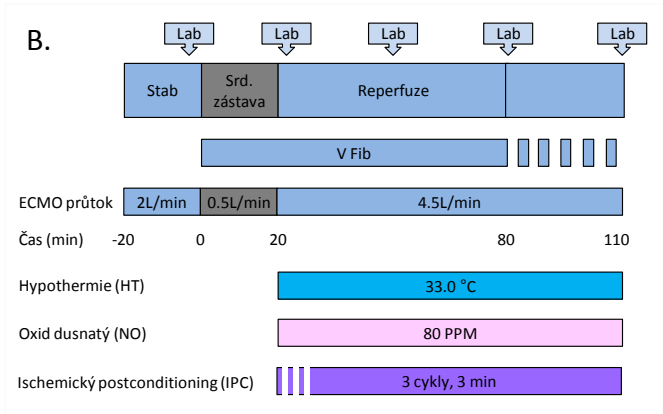 B.
Lab Lab Lab Lab Lab
Stab Srd. zástava Reperfuze
V Fib
ECMO průtok 2L/min 0.5L/min 4.5L/min
Čas (min) -20 0 20 80 110
Hypothermie (HT) 33.0 °C
Oxid dusnatý (NO) 80 PPM
Ischemický postconditioning (IPC) 3 cykly, 3 min